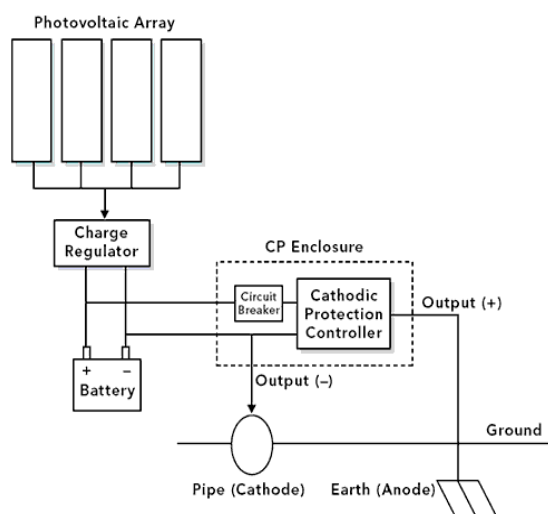 Photovoltaic Array
Charge
Regulator
CP Enclosure
Circuit
Breaker
Cathodic
Protection
Controller
Output (+)
+ –
Battery
Output (–)
Ground
Pipe (Cathode)
Earth (Anode)